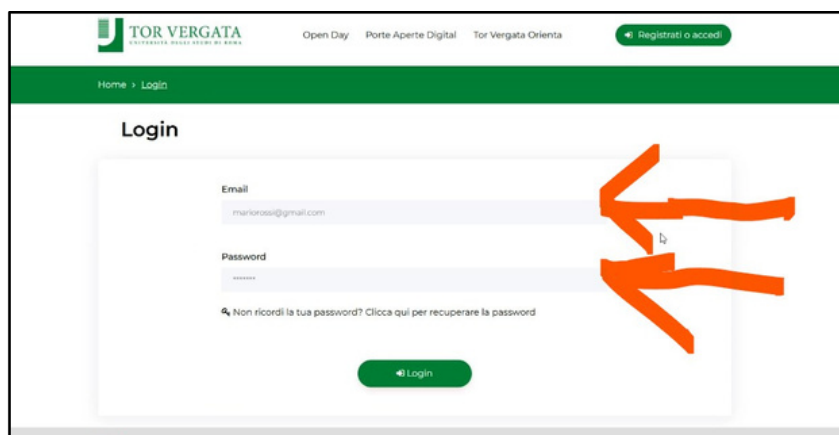 TOR VERGATA
UNIVERSITÀ DEGLI STUDI DI ROMA
Open Day Porte Aperte Digital Tor Vergata Orienta Registrati o accedi
Home > Login
Login
Email
mariorossi@gmail.com
Password
Non ricordi la tua password? Clicca qui per recuperare la password
Login